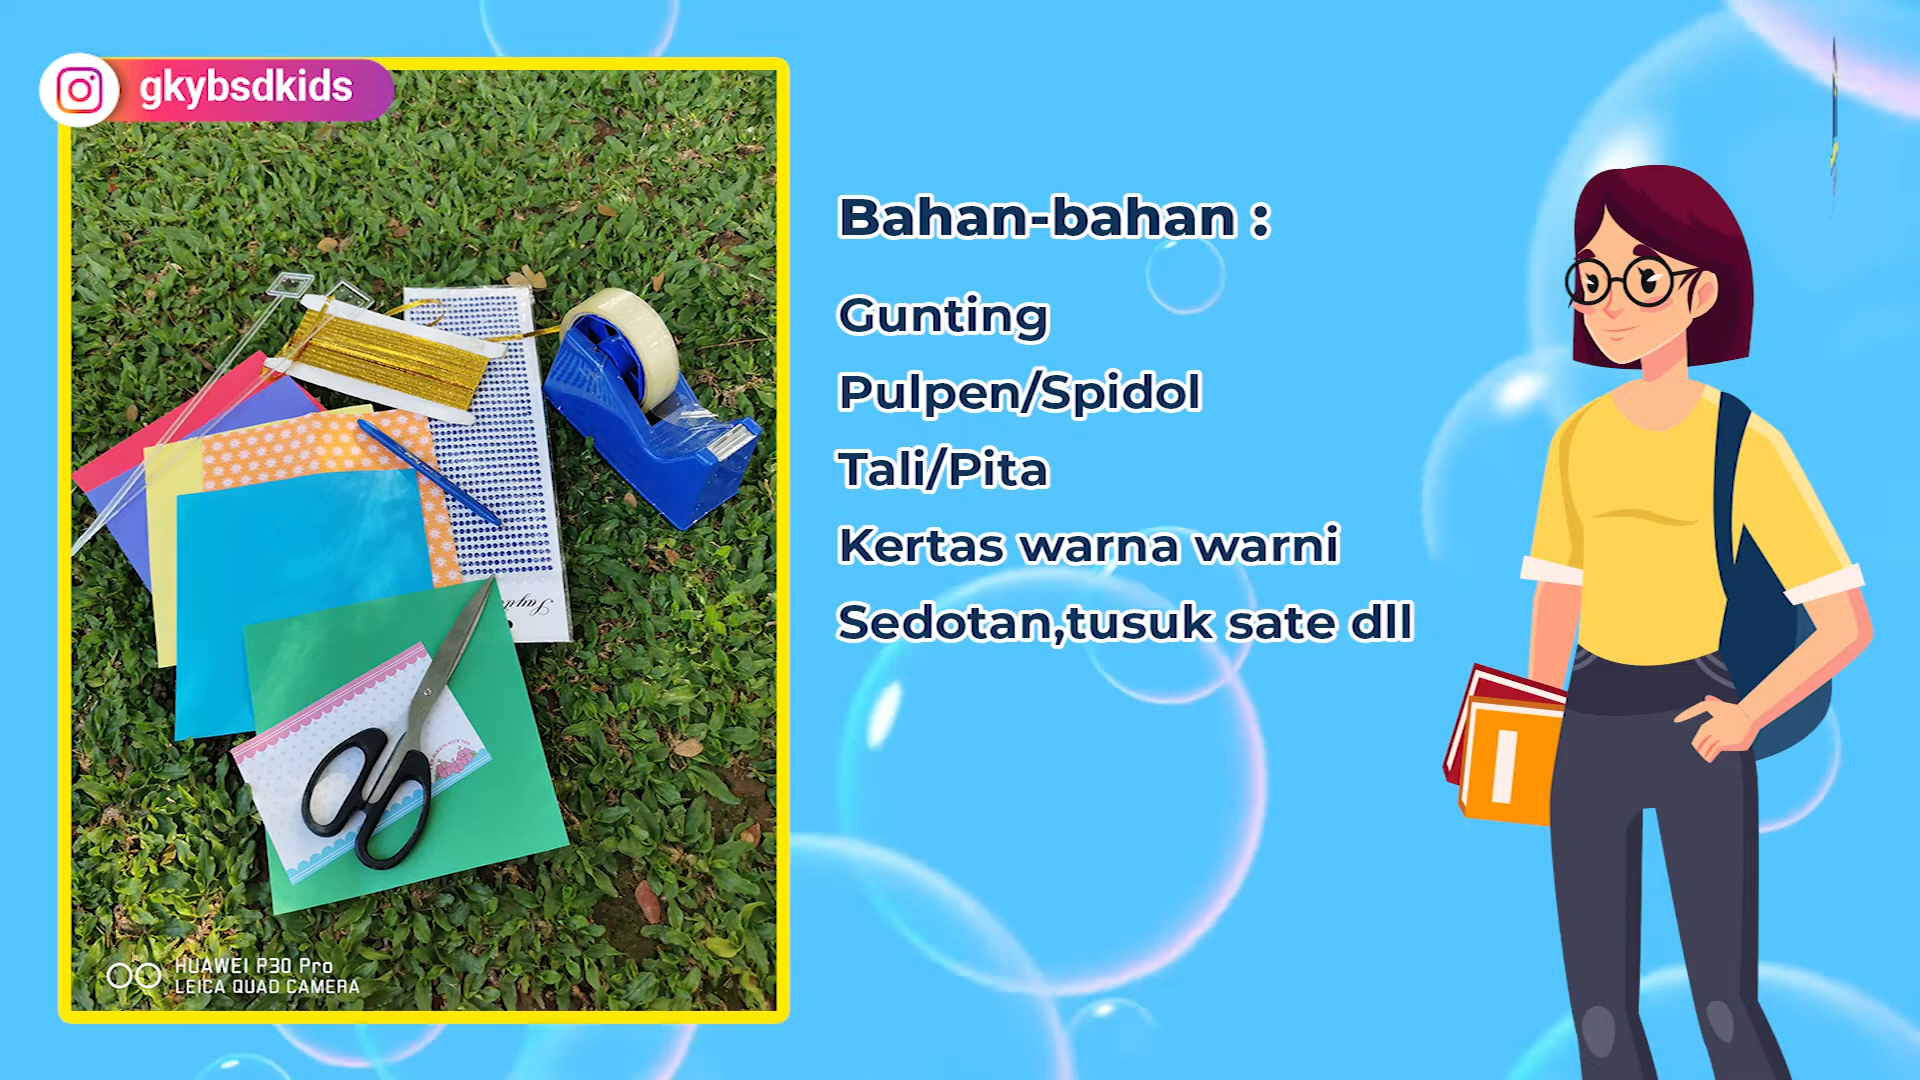 gkybsdkids
Bahan-bahan :
Gunting
Pulpen/Spidol
Tali/Pita
Kertas warna warni
Sedotan,tusuk sate dll
HUAWEI P30 Pro
LEICA QUAD CAMERA